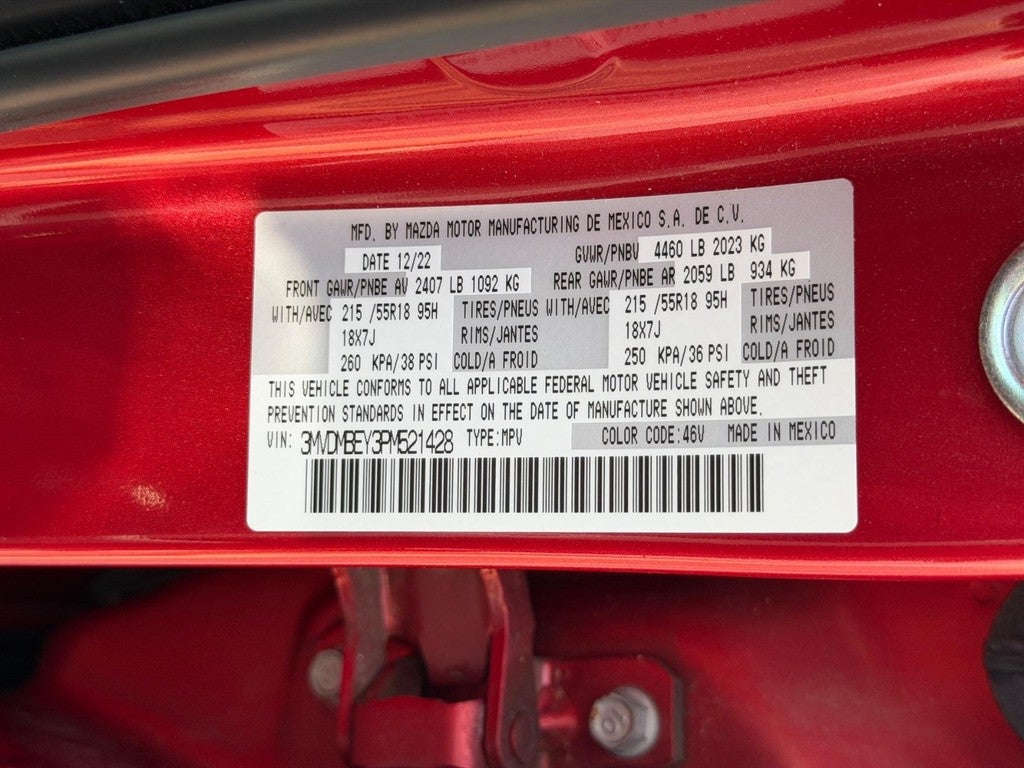 MFD. BY MAZDA MOTOR MANUFACTURING DE MEXICO S.A. DE C.V.
DATE 12/22 GVWR/PNBV 4460 LB 2023 KG
FRONT GAWR/PNBE AV 2407 LB 1092 KG REAR GAWR/PNBE AR 2059 LB 934 KG
WITH/AVEC 215 /55R18 95H TIRES/PNEUS WITH/AVEC 215 /55R18 95H TIRES/PNEUS
18X7J RIMS/JANTES 18X7J RIMS/JANTES
260 KPA/38 PSI COLD/A FROID 250 KPA/36 PSI COLD/A FROID
THIS VEHICLE CONFORMS TO ALL APPLICABLE FEDERAL MOTOR VEHICLE SAFETY AND THEFT
PREVENTION STANDARDS IN EFFECT ON THE DATE OF MANUFACTURE SHOWN ABOVE.
VIN: 3MVDMBEY3PM521428 TYPE:MPV COLOR CODE:46V MADE IN MEXICO